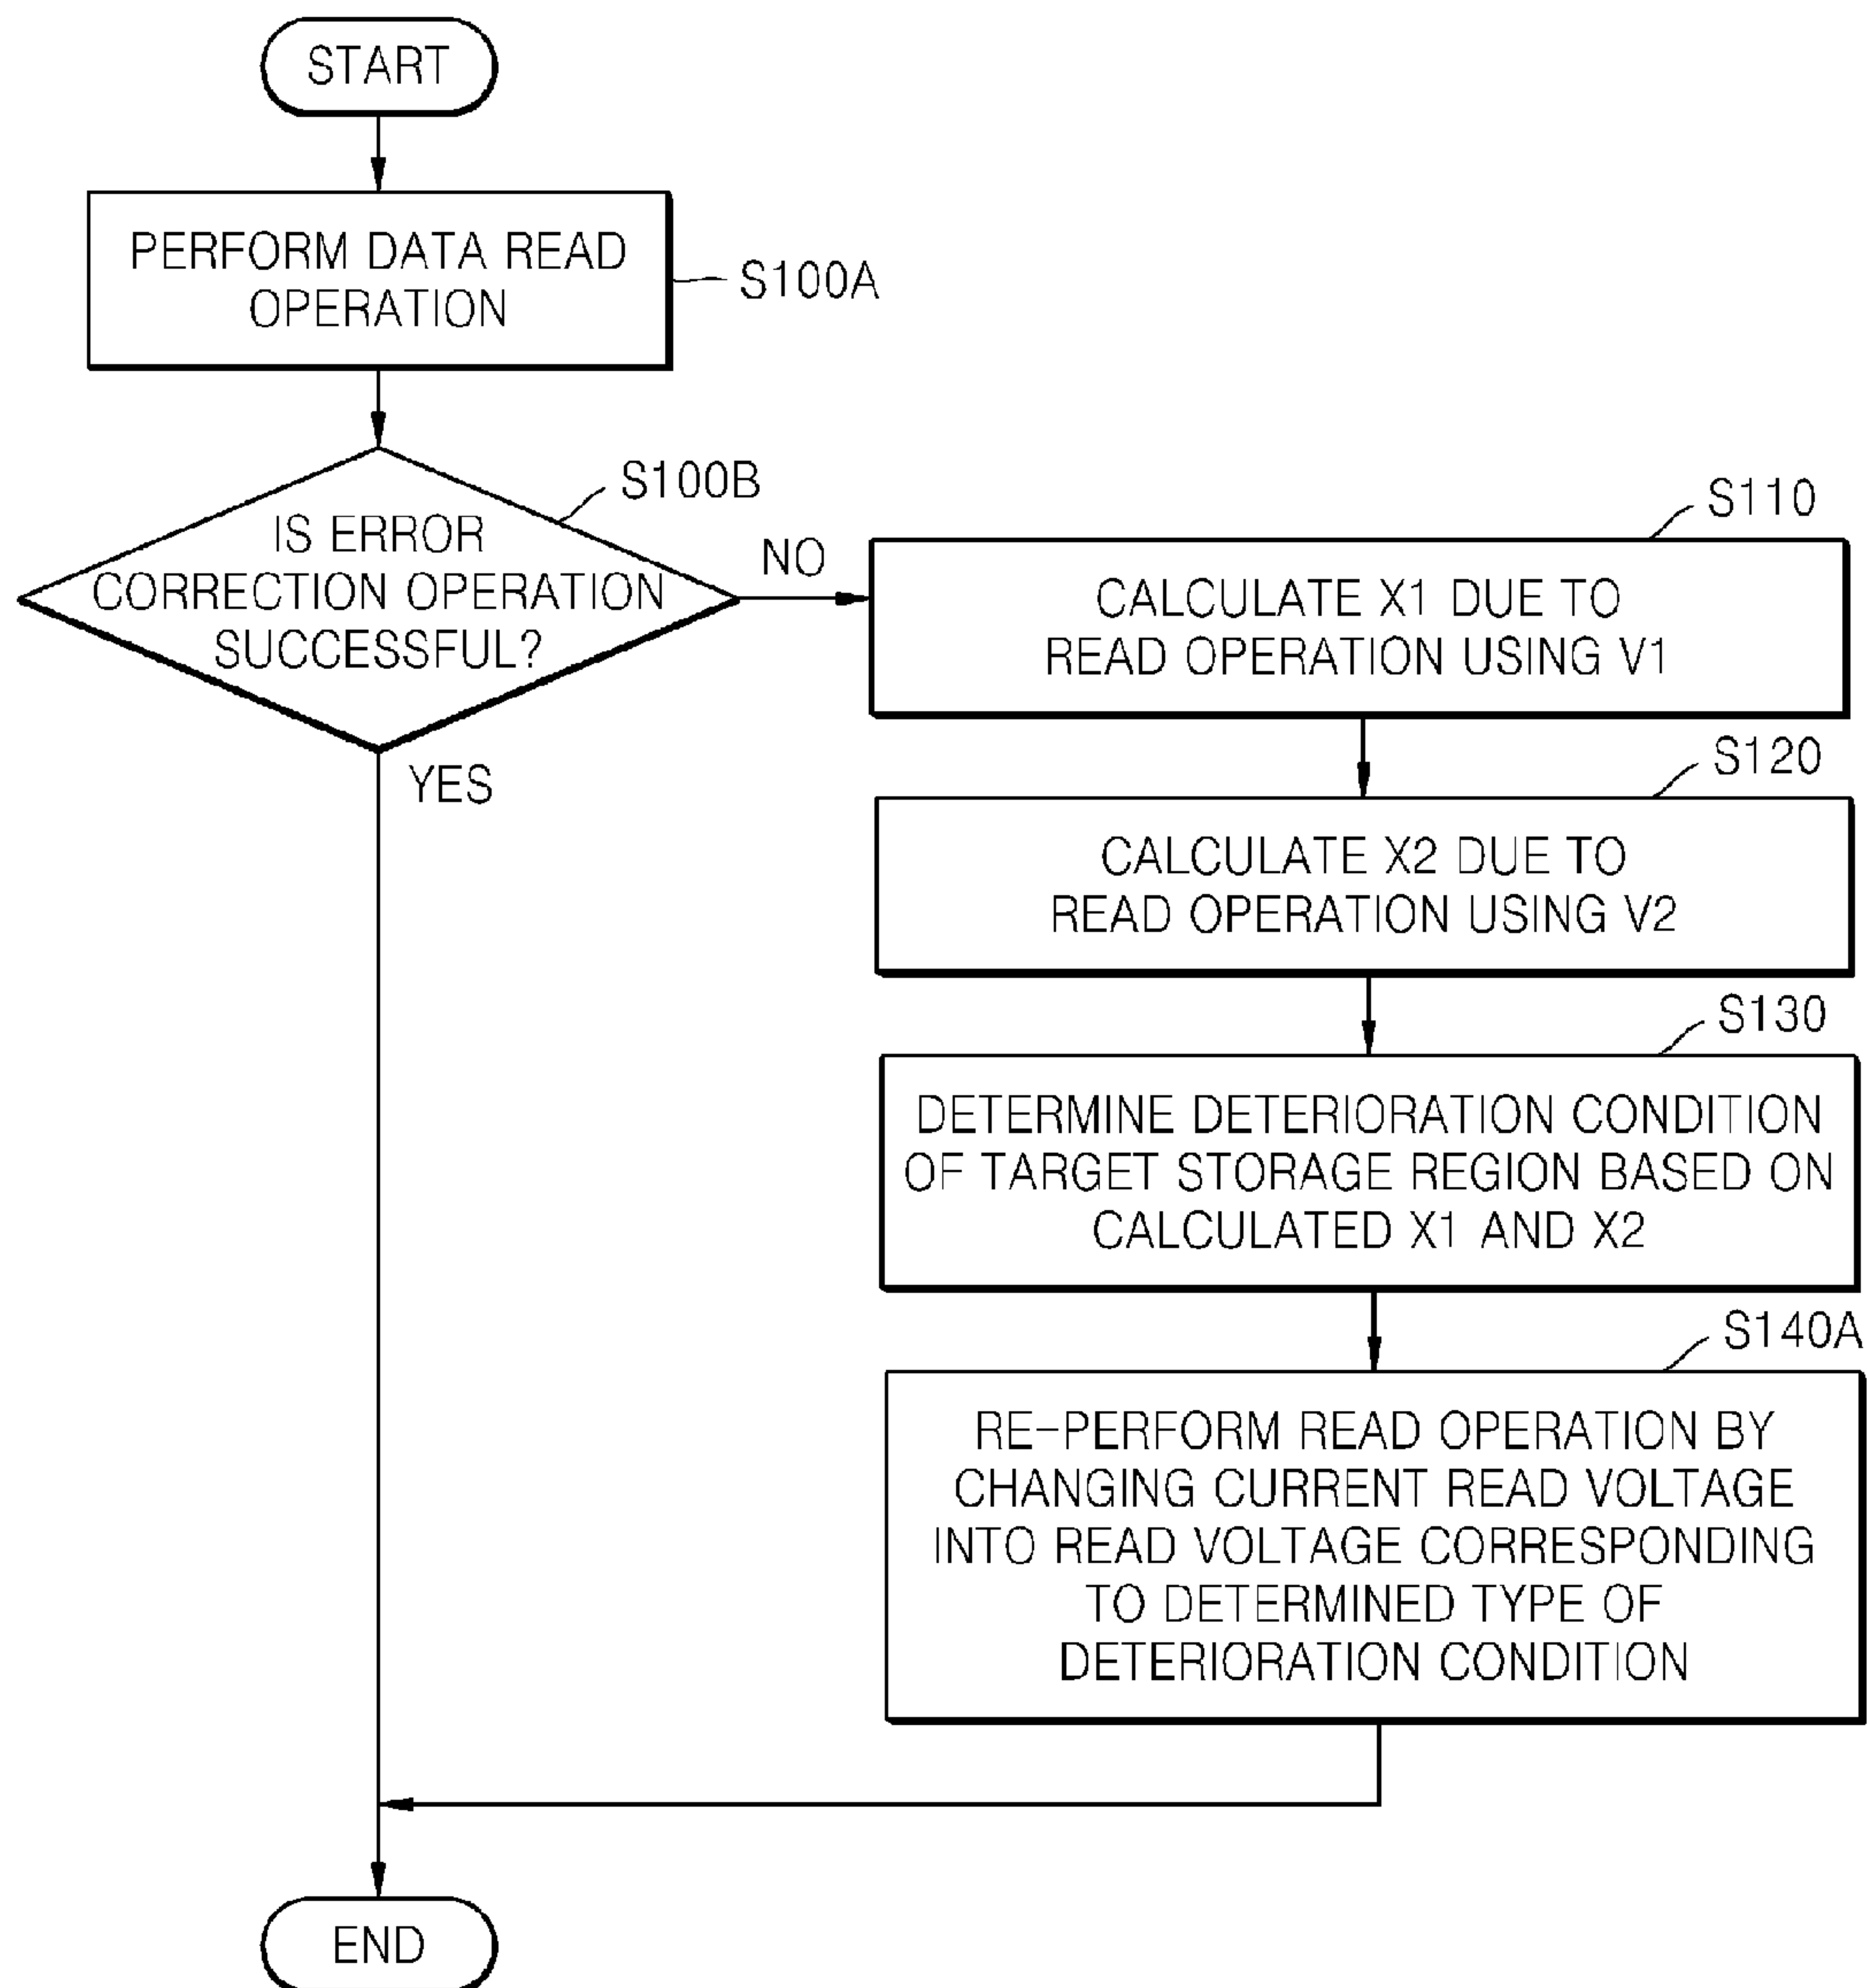 START
PERFORM DATA READ
OPERATION
S100A
S100B
IS ERROR
CORRECTION OPERATION
SUCCESSFUL?
NO
YES
S110
CALCULATE X1 DUE TO
READ OPERATION USING V1
S120
CALCULATE X2 DUE TO
READ OPERATION USING V2
S130
DETERMINE DETERIORATION CONDITION
OF TARGET STORAGE REGION BASED ON
CALCULATED X1 AND X2
S140A
RE-PERFORM READ OPERATION BY
CHANGING CURRENT READ VOLTAGE
INTO READ VOLTAGE CORRESPONDING
TO DETERMINED TYPE OF
DETERIORATION CONDITION
END